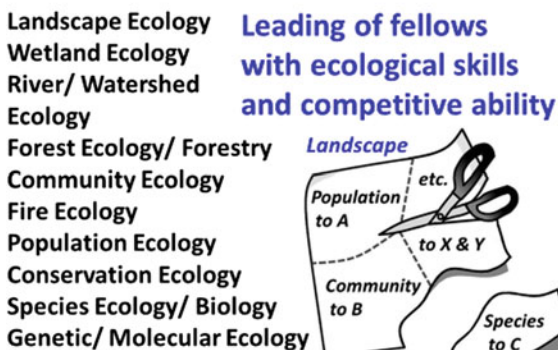 Landscape Ecology
Wetland Ecology
River/ Watershed
Ecology
Forest Ecology/ Forestry
Community Ecology
Fire Ecology
Population Ecology
Conservation Ecology
Species Ecology/ Biology
Genetic/ Molecular Ecology
Leading of fellows
with ecological skills
and competitive ability
Landscape
Population
to A
etc.
to X & Y
Community
to B
Species
to C